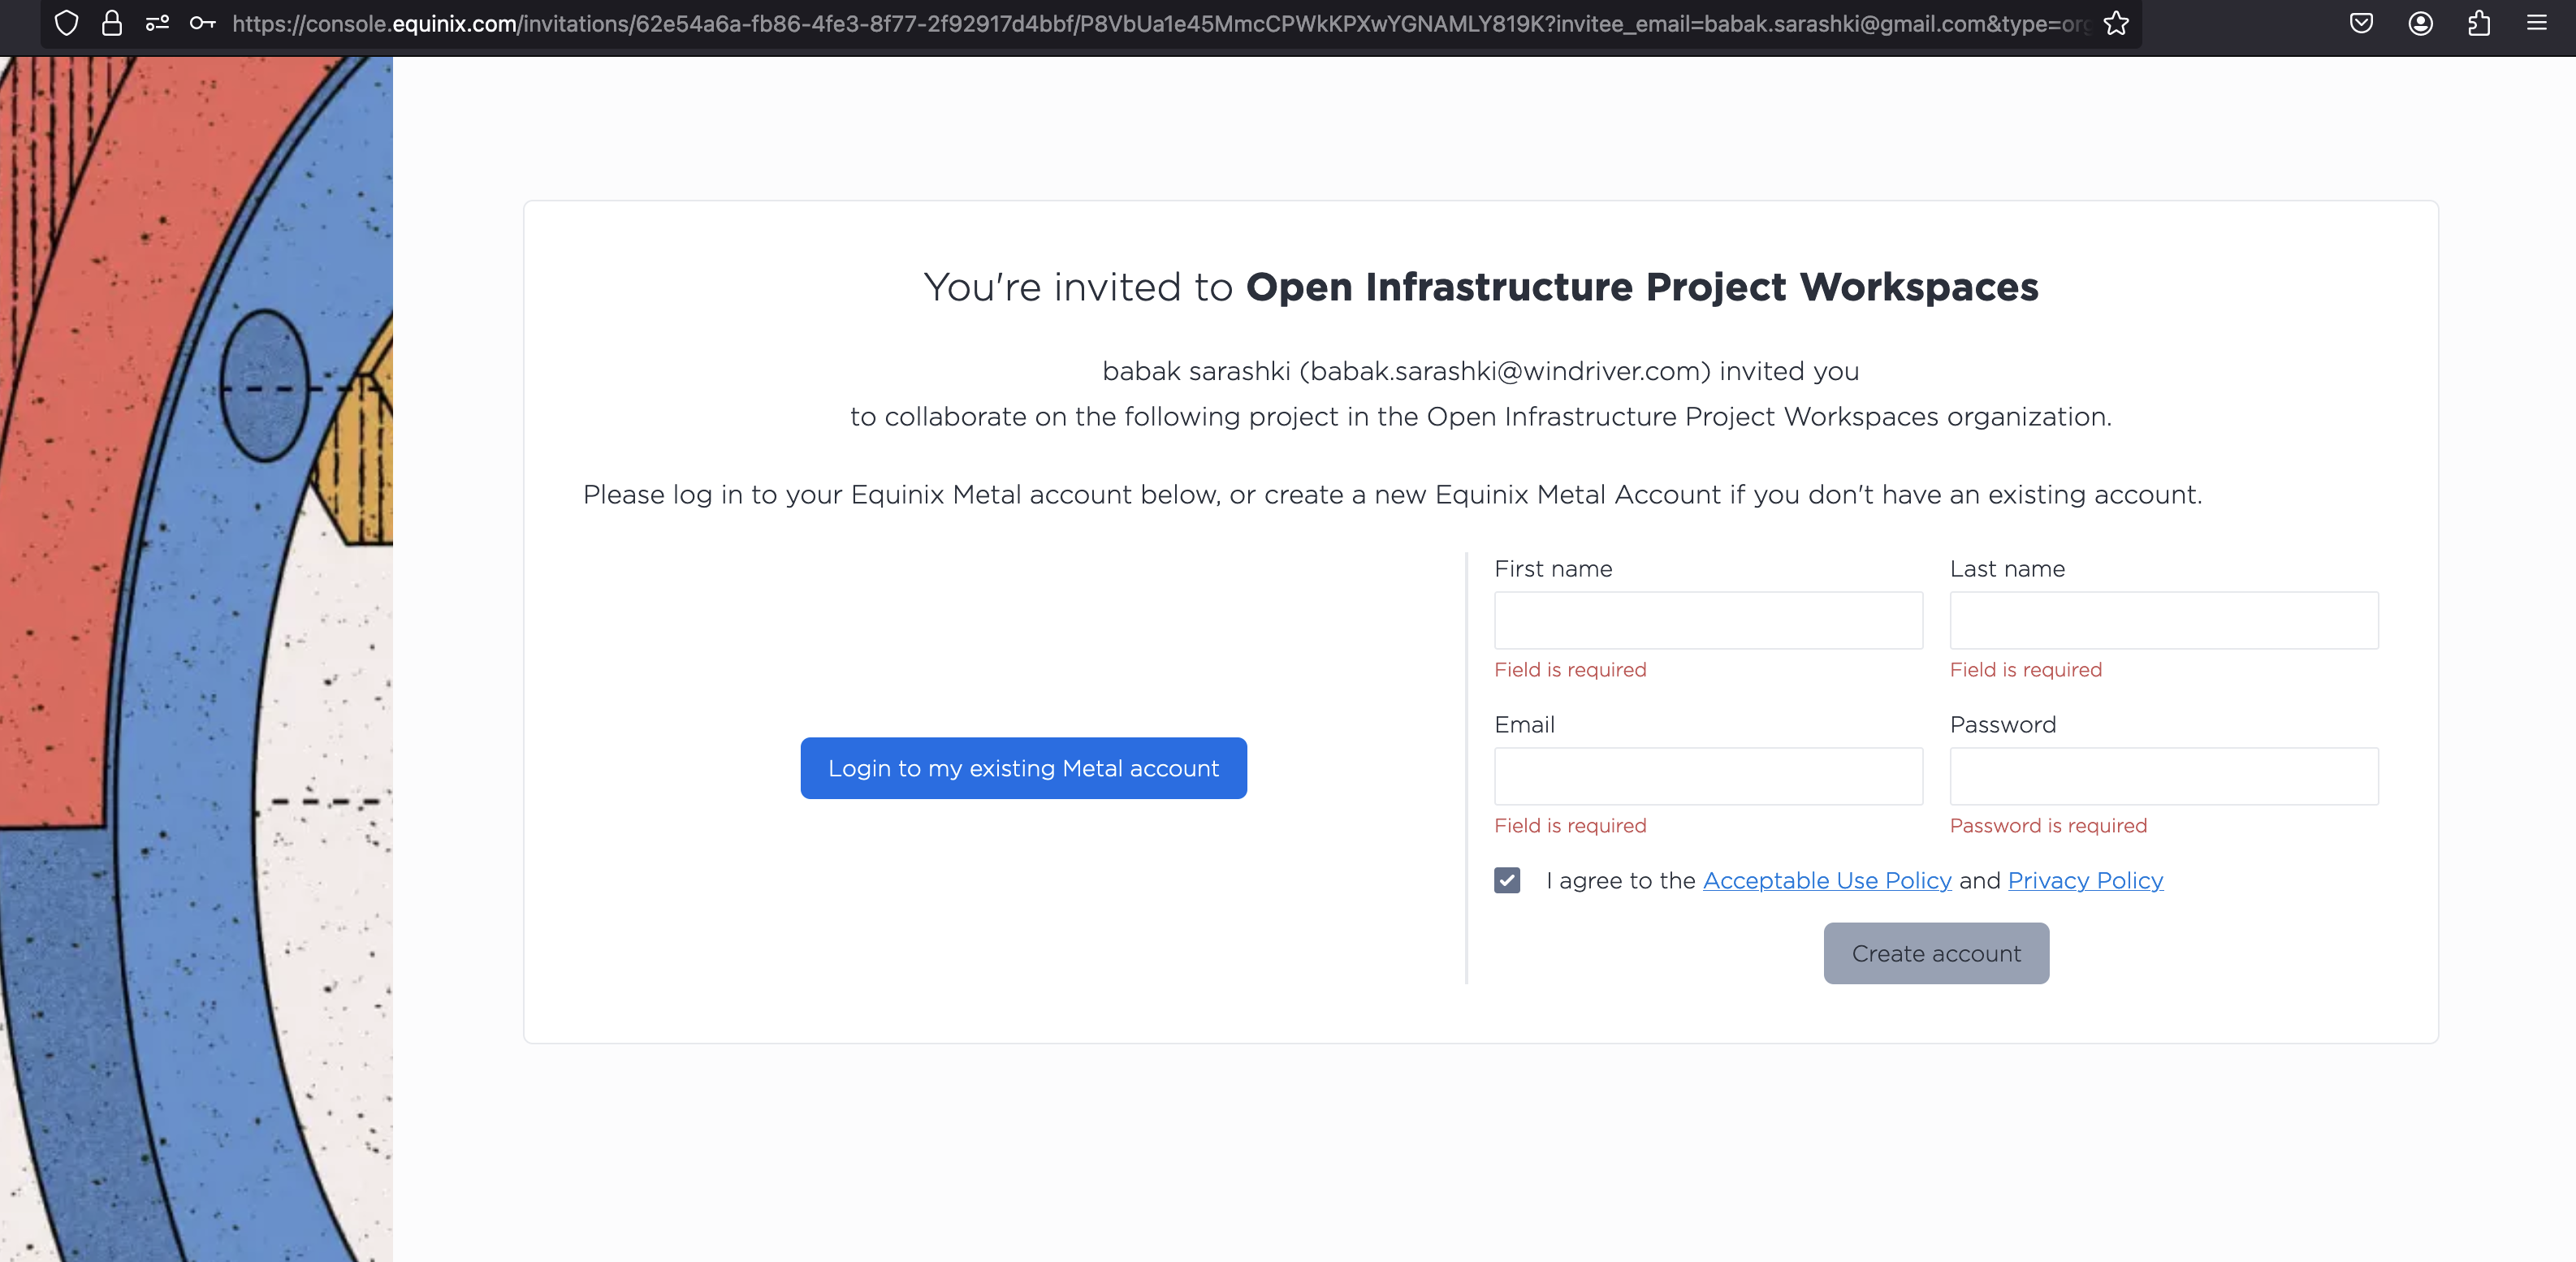 https://console.equinix.com/invitations/62e54a6a-fb86-4fe3-8f77-2f92917d4bbf/P8VbUa1e45MmcCPWkKPXwYGNAMLY819K?invitee_email=babak.sarashki@gmail.com&type=org
You're invited to Open Infrastructure Project Workspaces
babak sarashki (babak.sarashki@windriver.com) invited you
to collaborate on the following project in the Open Infrastructure Project Workspaces organization.
Please log in to your Equinix Metal account below, or create a new Equinix Metal Account if you don't have an existing account.
Login to my existing Metal account
First name
Last name
Field is required
Field is required
Email
Password
Field is required
Password is required
I agree to the Acceptable Use Policy and Privacy Policy
Create account